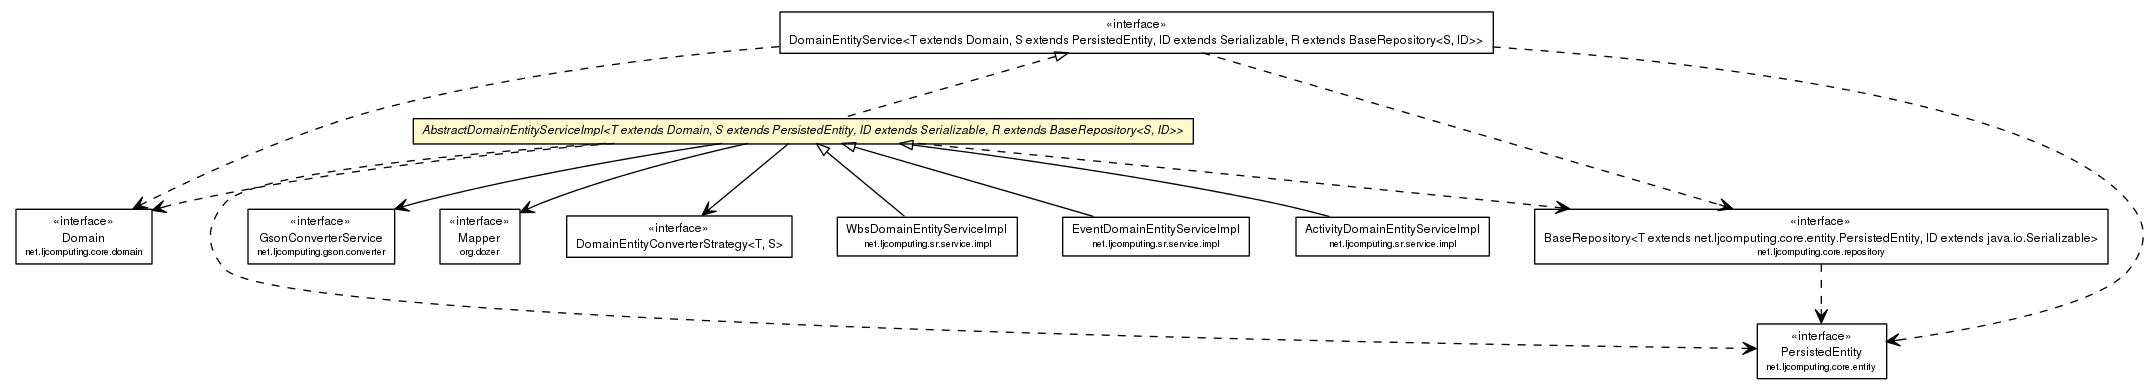 «interface»
DomainEntityService<T extends Domain, S extends PersistedEntity, ID extends Serializable, R extends BaseRepository<S, ID>>
AbstractDomainEntityServiceImpl<T extends Domain, S extends PersistedEntity, ID extends Serializable, R extends BaseRepository<S, ID>>
«interface»
Domain
net.ljcomputing.core.domain
«interface»
GsonConverterService
net.ljcomputing.gson.converter
«interface»
Mapper
org.dozer
«interface»
DomainEntityConverterStrategy<T, S>
WbsDomainEntityServiceImpl
net.ljcomputing.sr.service.impl
EventDomainEntityServiceImpl
net.ljcomputing.sr.service.impl
ActivityDomainEntityServiceImpl
net.ljcomputing.sr.service.impl
«interface»
BaseRepository<T extends net.ljcomputing.core.entity.PersistedEntity, ID extends java.io.Serializable>
net.ljcomputing.core.repository
«interface»
PersistedEntity
net.ljcomputing.core.entity